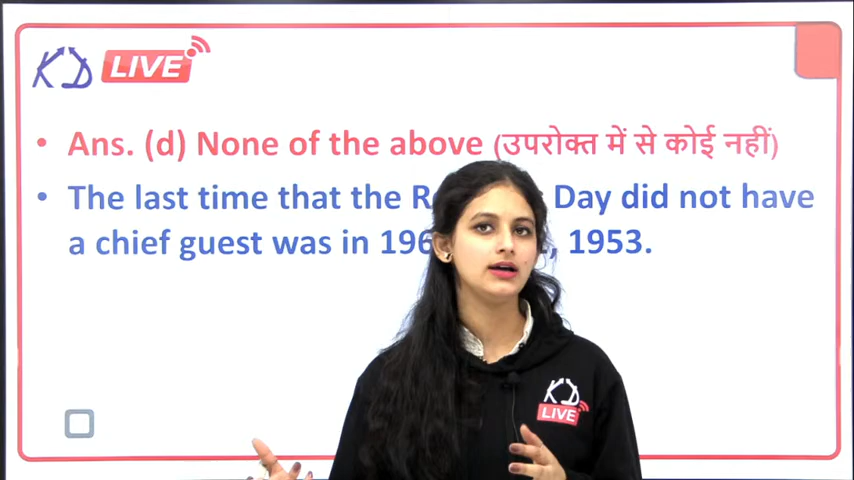 KD LIVE
• Ans. (d) None of the above (उपरोक्त में से कोई नहीं)
• The last time that the Day did not have
a chief guest was in 1953.
KD
LIVE